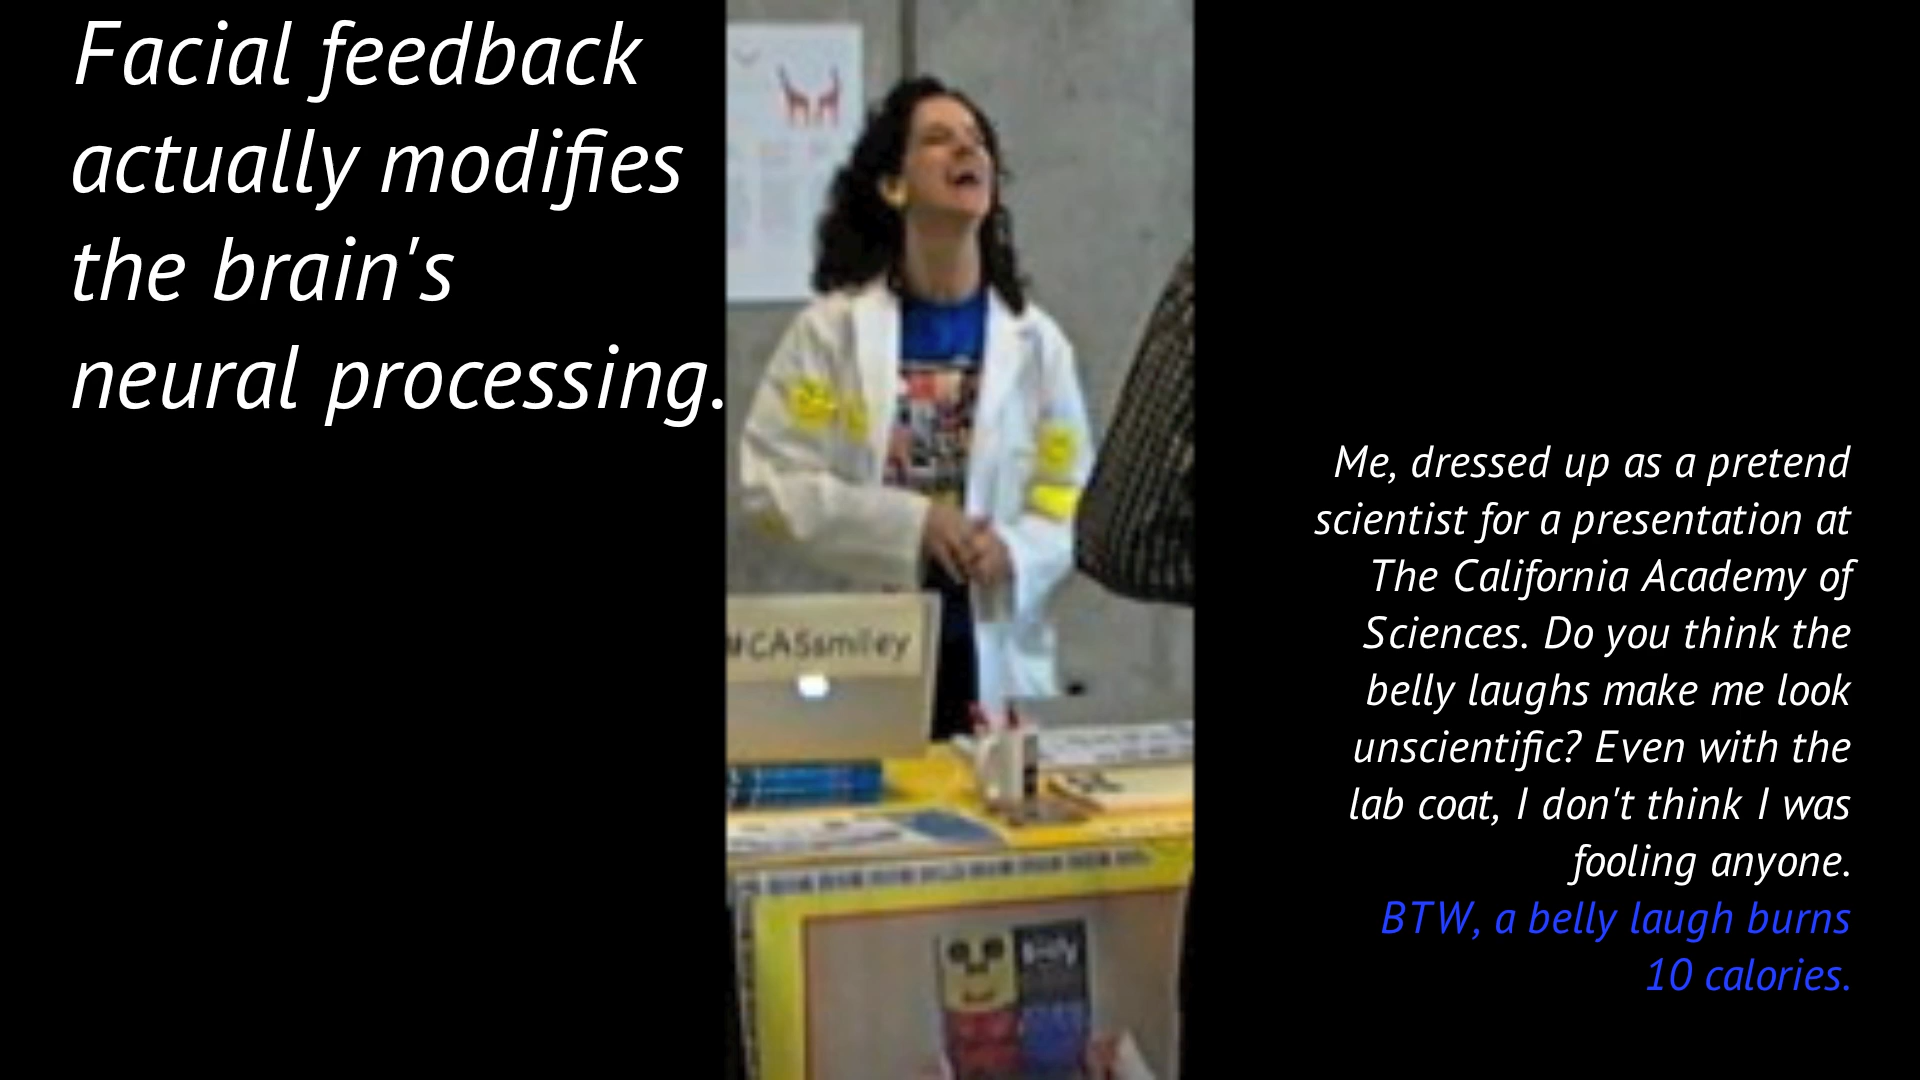 Facial feedback
actually modifies
the brain's
neural processing.
#CASsmiley
Me, dressed up as a pretend
scientist for a presentation at
The California Academy of
Sciences. Do you think the
belly laughs make me look
unscientific? Even with the
lab coat, I don't think I was
fooling anyone.
BTW, a belly laugh burns
10 calories.